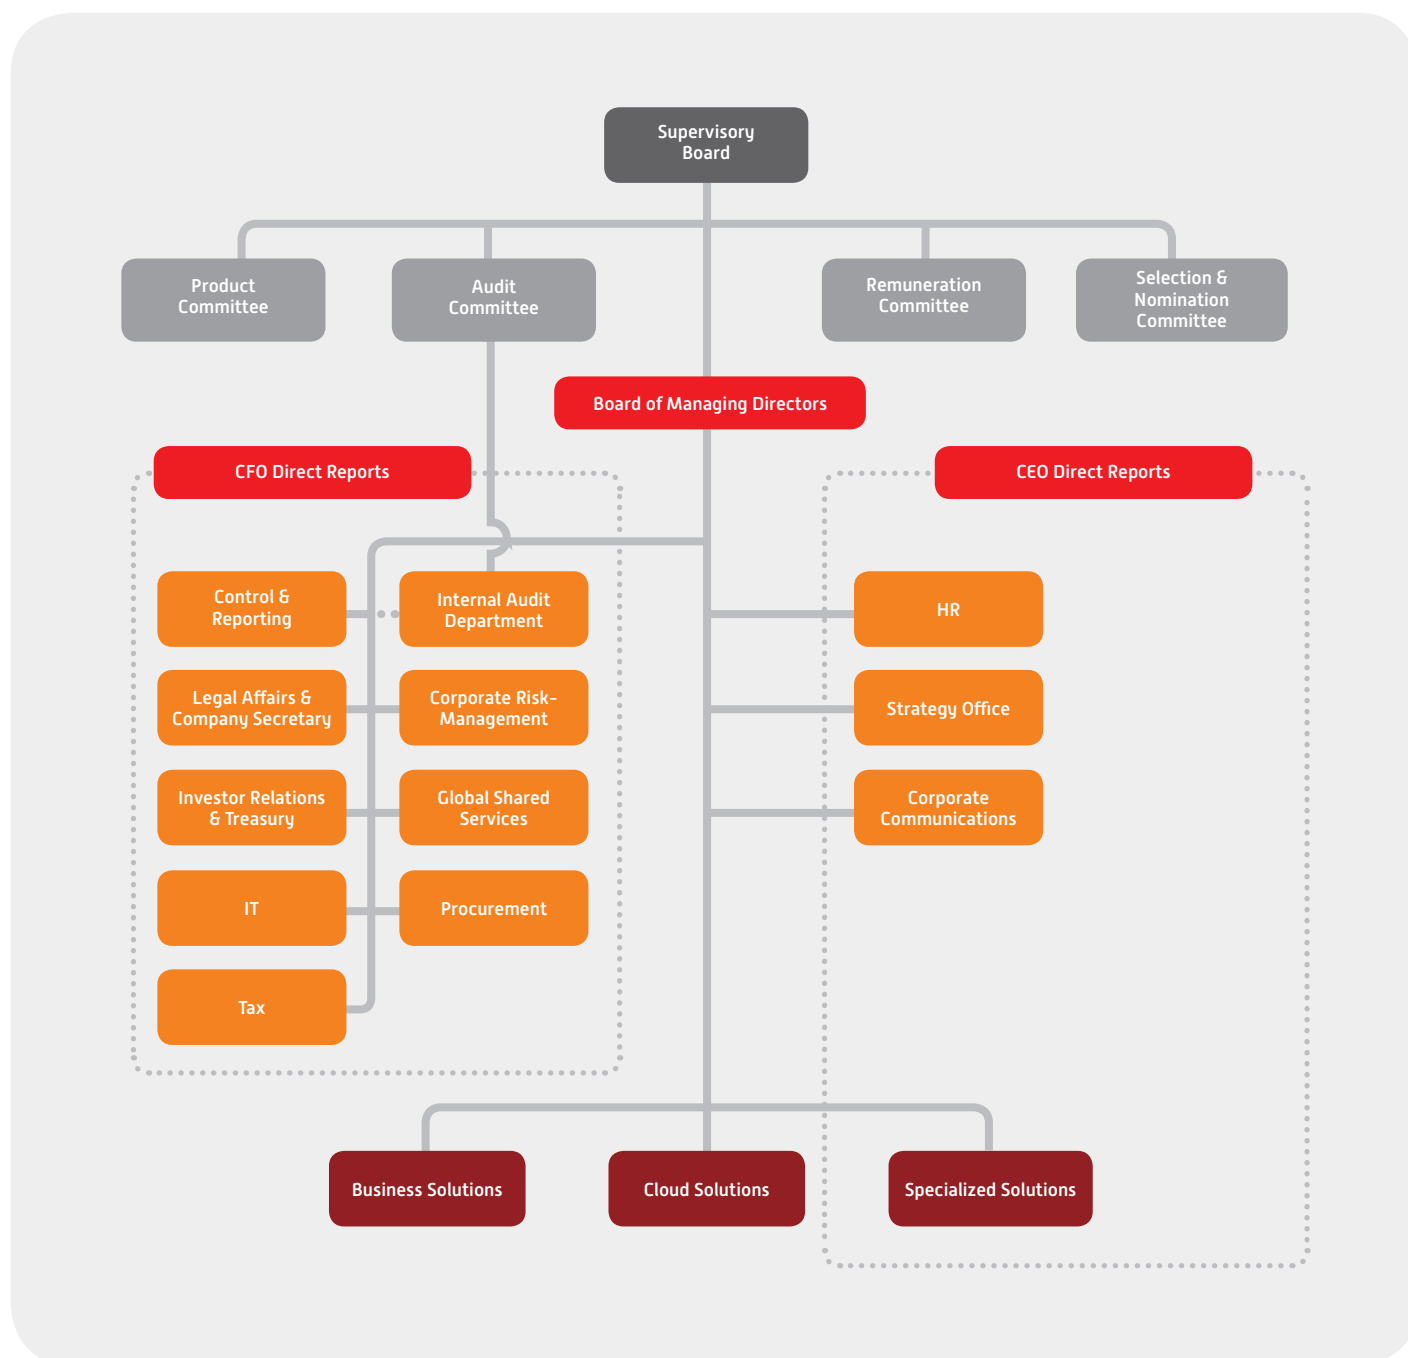 Supervisory
Board
Product
Committee
Audit
Committee
Remuneration
Committee
Selection &
Nomination
Committee
Board of Managing Directors
CFO Direct Reports
CEO Direct Reports
Control &
Reporting
Internal Audit
Department
HR
Legal Affairs &
Company Secretary
Corporate Risk-
Management
Strategy Office
Investor Relations
& Treasury
Global Shared
Services
Corporate
Communications
IT
Procurement
Tax
Business Solutions
Cloud Solutions
Specialized Solutions